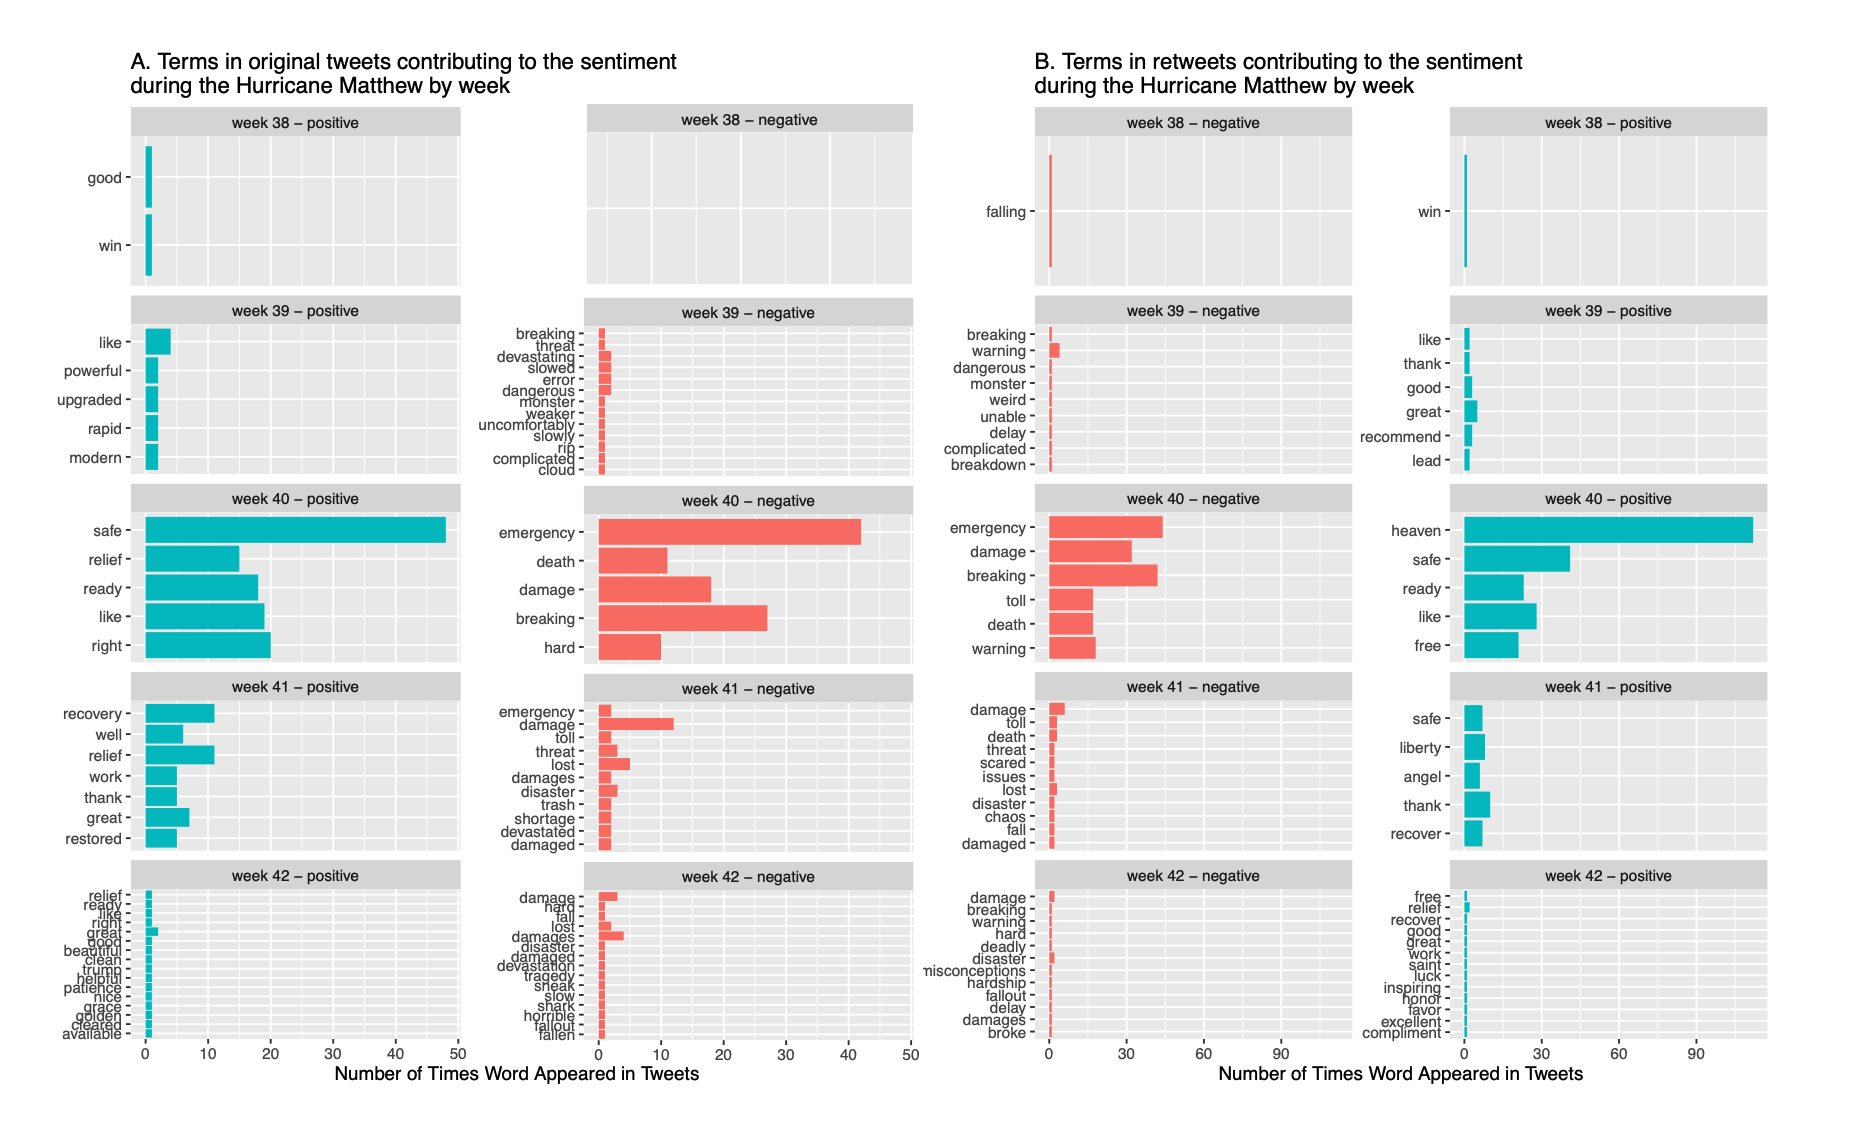 A. Terms in original tweets contributing to the sentiment
during the Hurricane Matthew by week
week 38 – positive
good
win
week 38 – negative
week 39 – positive
like
powerful
upgraded
rapid
modern
week 39 – negative
breaking
threat
devastating
slowed
error
dangerous
monster
weaker
uncomfortably
slowly
rip
complicated
cloud
week 40 – positive
safe
relief
ready
like
right
week 40 – negative
emergency
death
damage
breaking
hard
week 41 – positive
recovery
well
relief
work
thank
great
restored
week 41 – negative
emergency
damage
toll
threat
lost
damages
disaster
trash
shortage
devastated
damaged
week 42 – positive
relief
ready
like
right
great
good
beautiful
clean
trump
helpful
patience
nice
grace
golden
cleared
available
0 10 20 30 40 50
week 42 – negative
damage
hard
fall
lost
damages
disaster
damaged
devastation
tragedy
sneak
slow
shark
horrible
fallout
fallen
0 10 20 30 40 50
Number of Times Word Appeared in Tweets
B. Terms in retweets contributing to the sentiment
during the Hurricane Matthew by week
week 38 – negative
falling
week 38 – positive
win
week 39 – negative
breaking
warning
dangerous
monster
weird
unable
delay
complicated
breakdown
week 39 – positive
like
thank
good
great
recommend
lead
week 40 – negative
emergency
damage
breaking
toll
death
warning
week 40 – positive
heaven
safe
ready
like
free
week 41 – negative
damage
toll
death
threat
scared
issues
lost
disaster
chaos
fall
damaged
week 41 – positive
safe
liberty
angel
thank
recover
week 42 – negative
damage
breaking
warning
hard
deadly
disaster
misconceptions
hardship
fallout
delay
damages
broke
0 30 60 90
week 42 – positive
free
relief
recover
good
great
work
saint
luck
inspiring
honor
favor
excellent
compliment
0 30 60 90
Number of Times Word Appeared in Tweets